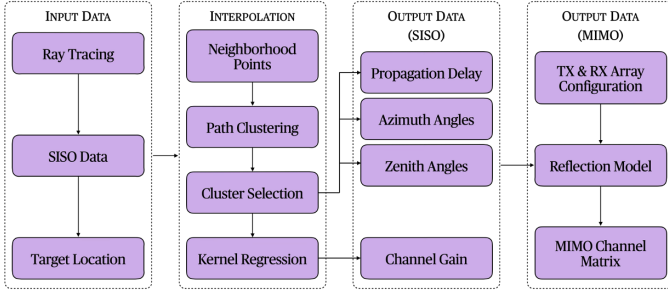 INPUT DATA
Ray Tracing
SISO Data
Target Location
INTERPOLATION
Neighborhood
Points
Path Clustering
Cluster Selection
Kernel Regression
OUTPUT DATA
(SISO)
Propagation Delay
Azimuth Angles
Zenith Angles
Channel Gain
OUTPUT DATA
(MIMO)
TX & RX Array
Configuration
Reflection Model
MIMO Channel
Matrix